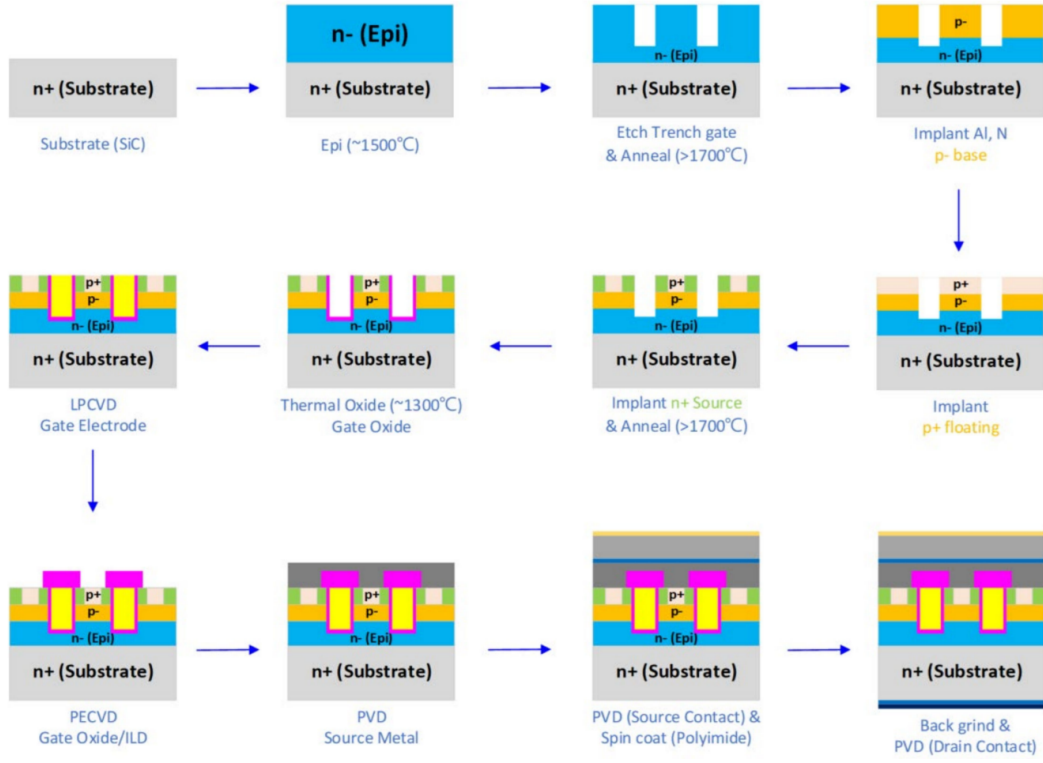 n+ (Substrate)
Substrate (SiC)
n- (Epi)
n+ (Substrate)
Epi (~1500℃)
n- (Epi)
n+ (Substrate)
Etch Trench gate
& Anneal (>1700℃)
p-
n- (Epi)
n+ (Substrate)
Implant Al, N
p- base
p+
p-
n- (Epi)
n+ (Substrate)
LPCVD
Gate Electrode
p+
p-
n- (Epi)
n+ (Substrate)
Thermal Oxide (~1300℃)
Gate Oxide
p+
p-
n- (Epi)
n+ (Substrate)
Implant n+ Source
& Anneal (>1700℃)
p+
p-
n- (Epi)
n+ (Substrate)
Implant
p+ floating
p+
p-
n- (Epi)
n+ (Substrate)
PECVD
Gate Oxide/ILD
p+
p-
n- (Epi)
n+ (Substrate)
PVD
Source Metal
p+
p-
n- (Epi)
n+ (Substrate)
PVD (Source Contact) &
Spin coat (Polyimide)
n+ (Substrate)
Back grind &
PVD (Drain Contact)